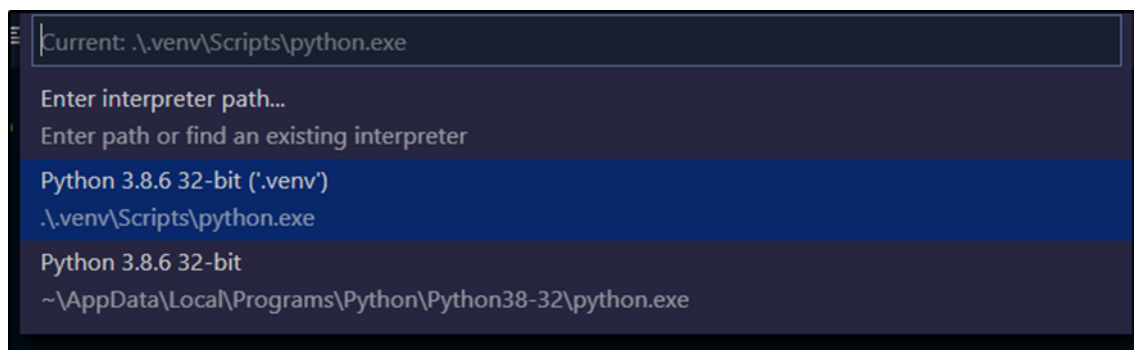 Current: .\.venv\Scripts\python.exe
Enter interpreter path...
Enter path or find an existing interpreter
Python 3.8.6 32-bit ('.venv')
.\.venv\Scripts\python.exe
Python 3.8.6 32-bit
~\AppData\Local\Programs\Python\Python38-32\python.exe